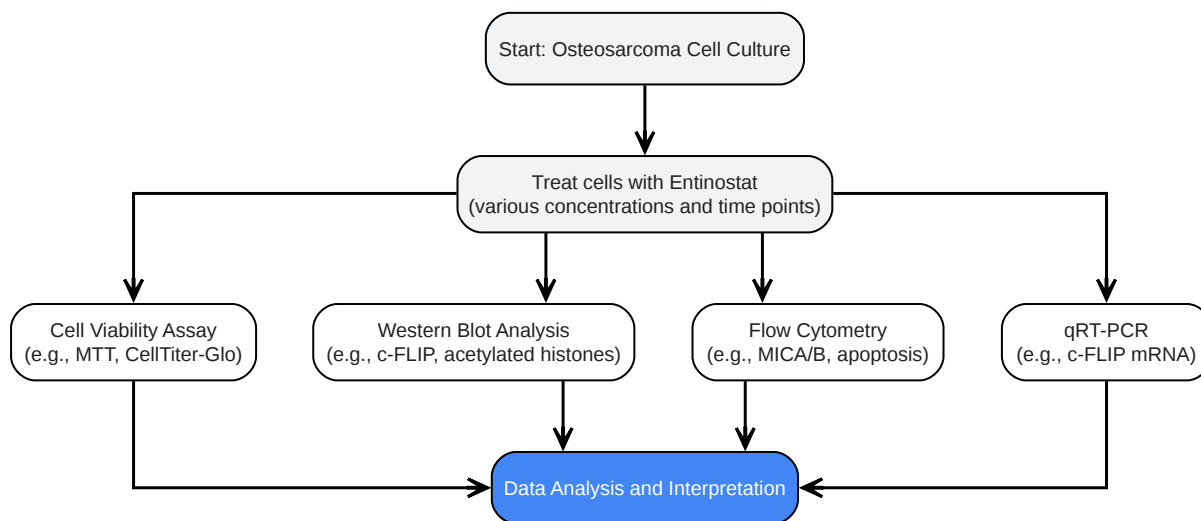 Start: Osteosarcoma Cell Culture
Treat cells with Entinostat
(various concentrations and time points)
Cell Viability Assay
(e.g., MTT, CellTiter-Glo)
Western Blot Analysis
(e.g., c-FLIP, acetylated histones)
Flow Cytometry
(e.g., MICA/B, apoptosis)
qRT-PCR
(e.g., c-FLIP mRNA)
Data Analysis and Interpretation